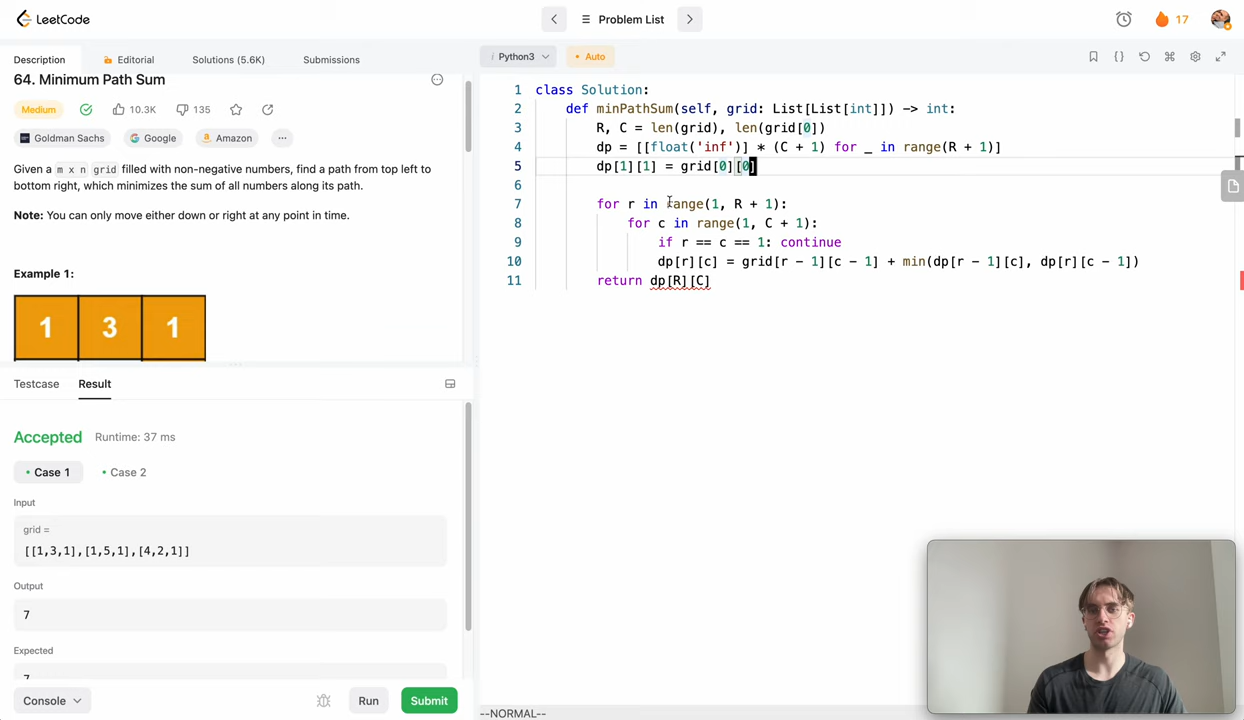 LeetCode
Problem List
17
Description
Editorial
Solutions (5.6K)
Submissions
64. Minimum Path Sum
Medium
10.3K
135
Goldman Sachs
Google
Amazon
Given a m x n grid filled with non-negative numbers, find a path from top left to
bottom right, which minimizes the sum of all numbers along its path.
Note: You can only move either down or right at any point in time.
Example 1:
1 3 1
Testcase
Result
Accepted Runtime: 37 ms
Case 1
Case 2
Input
grid =
[[1,3,1],[1,5,1],[4,2,1]]
Output
7
Expected
Console
Run
Submit
i Python3
Auto
1 class Solution:
2 def minPathSum(self, grid: List[List[int]]) -> int:
3 R, C = len(grid), len(grid[0])
4 dp = [[float('inf')] * (C + 1) for _ in range(R + 1)]
5 dp[1][1] = grid[0][0]
6
7 for r in range(1, R + 1):
8 for c in range(1, C + 1):
9 if r == c == 1: continue
10 dp[r][c] = grid[r - 1][c - 1] + min(dp[r - 1][c], dp[r][c - 1])
11 return dp[R][C]
--NORMAL--